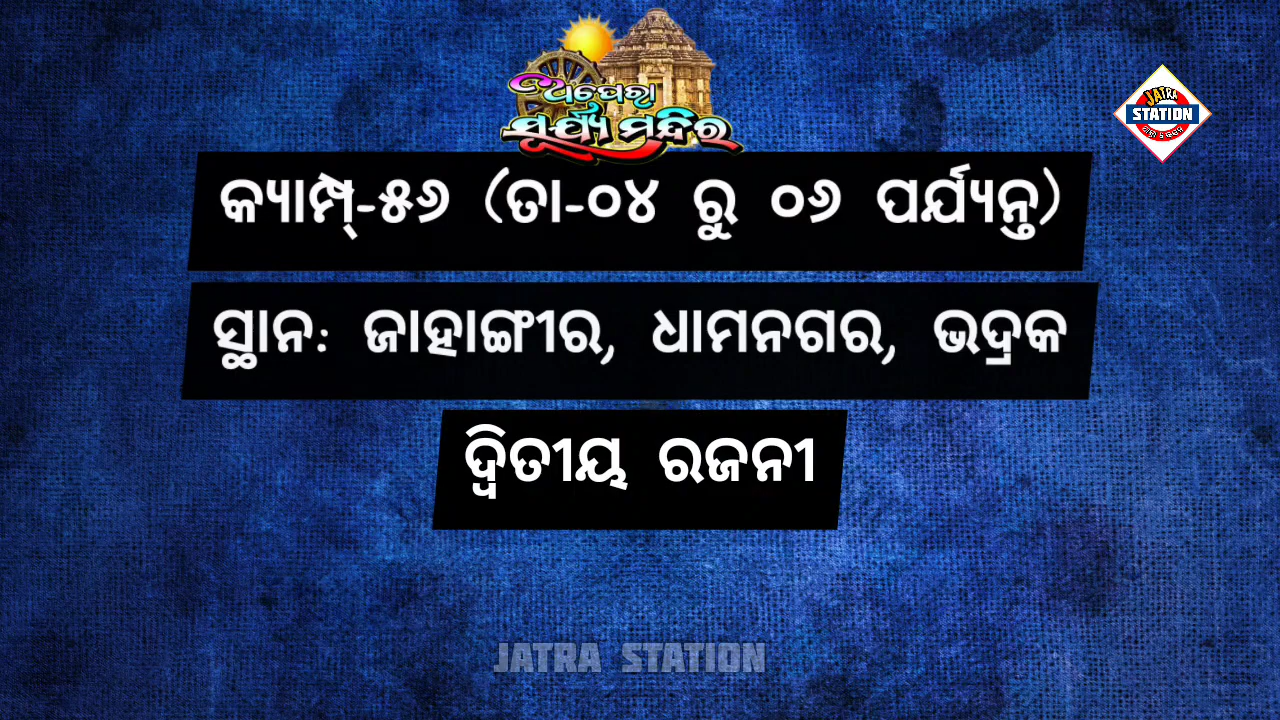 ଅପେରା
ସୂର୍ଯ୍ୟ ମନ୍ଦିର
JATRA
STATION
କ୍ୟାମ୍ପ୍-୫୬ (ତା-୦୪ ରୁ ୦୬ ପର୍ଯ୍ୟନ୍ତ)
ସ୍ଥାନ: ଜାହାଙ୍ଗୀର, ଧାମନଗର, ଭଦ୍ରକ
ଦ୍ୱିତୀୟ ରଜନୀ
JATRA STATION